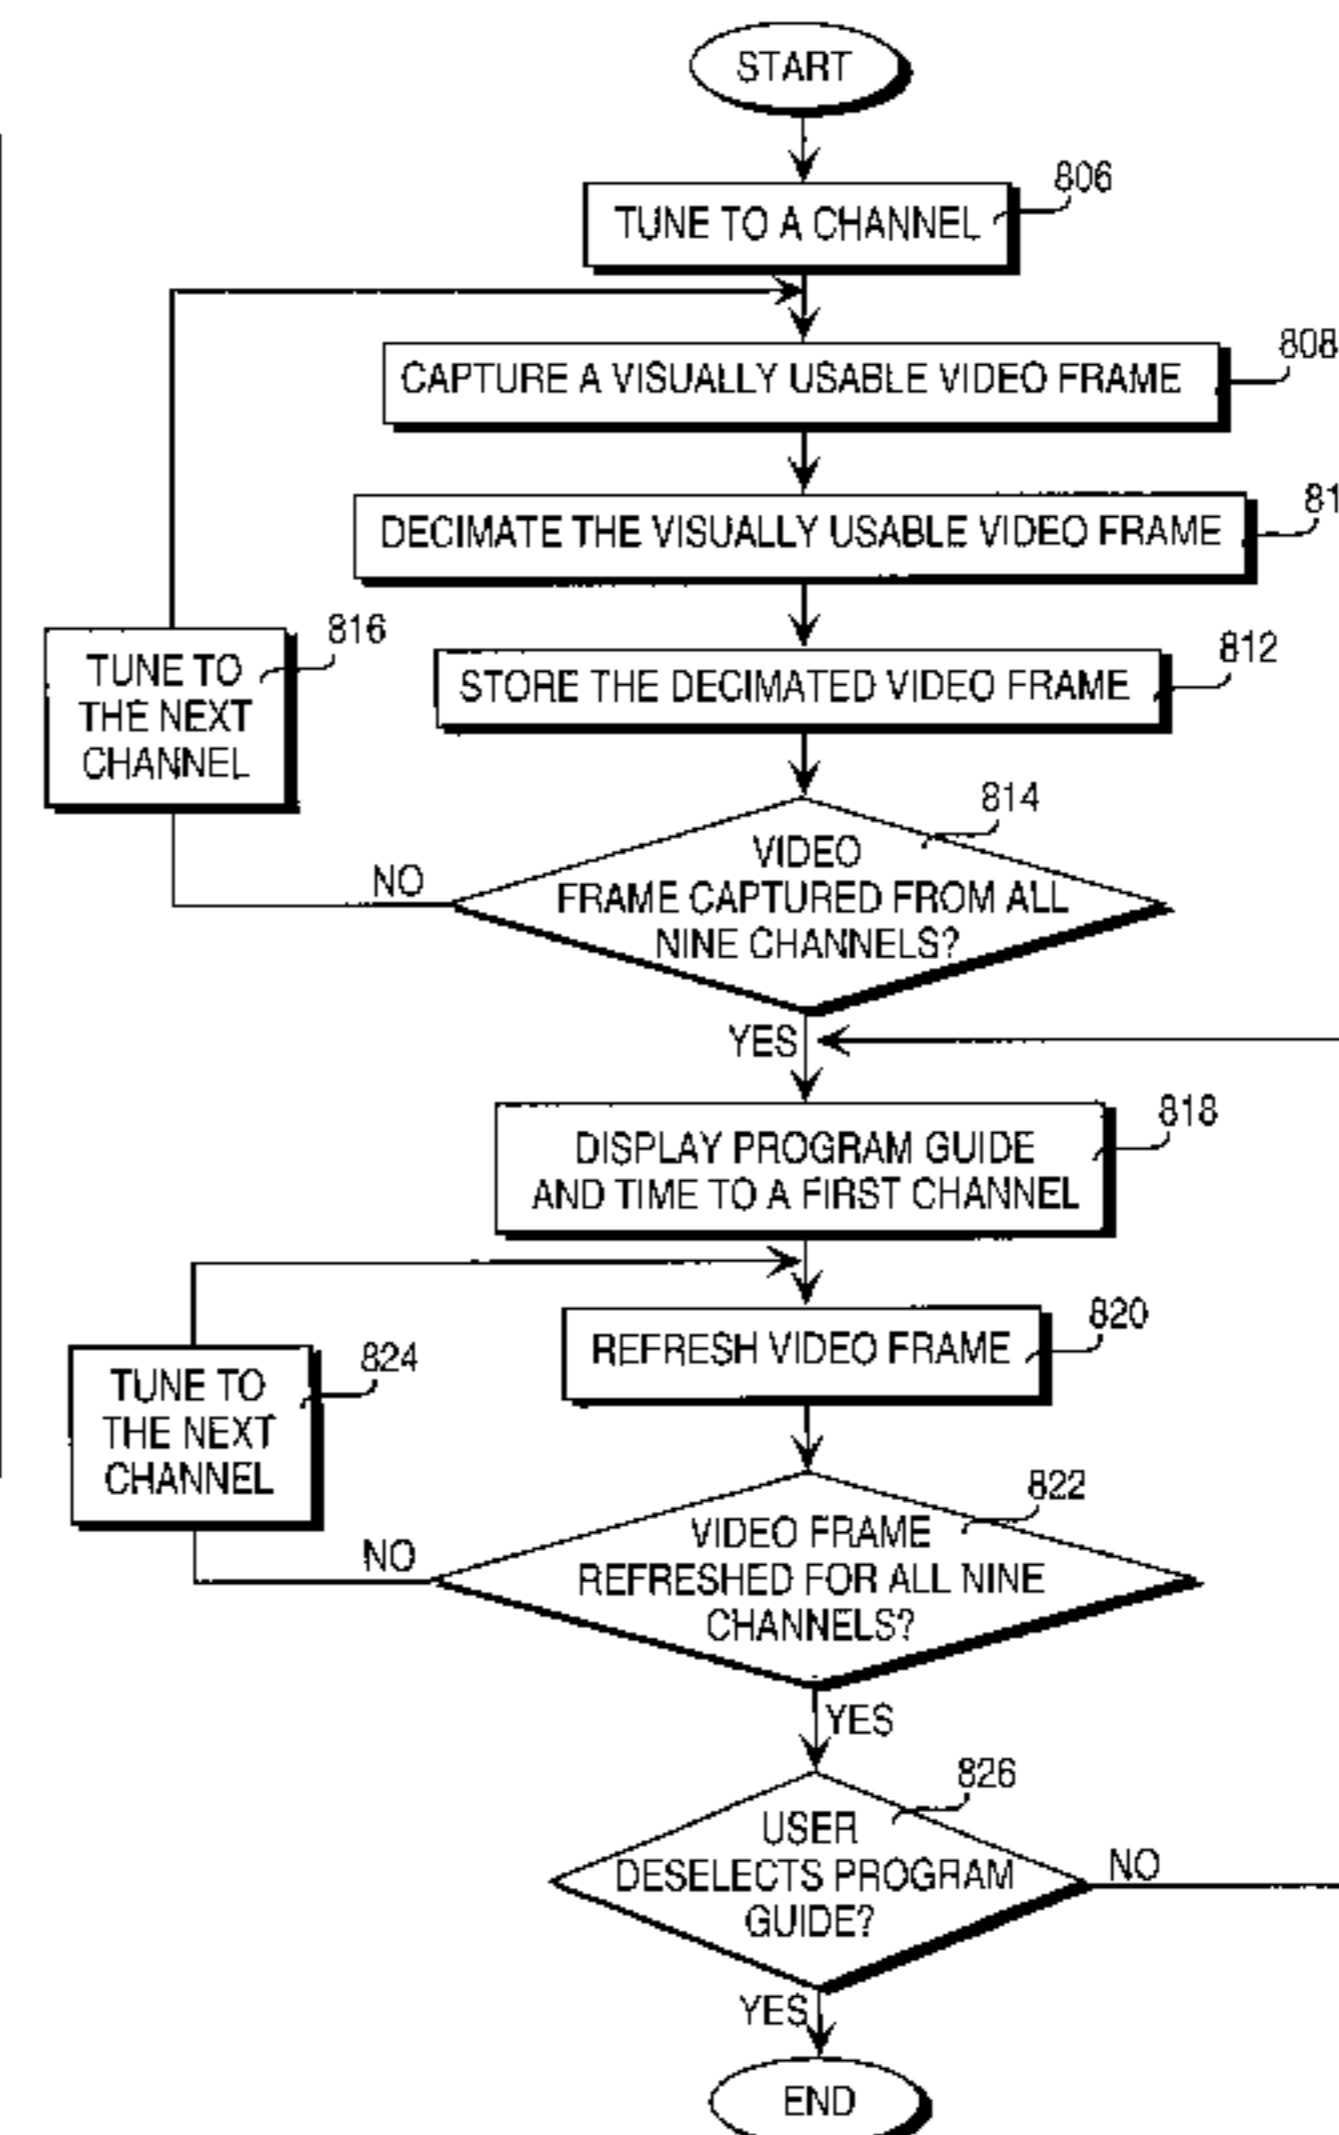 START
806
TUNE TO A CHANNEL
808
CAPTURE A VISUALLY USABLE VIDEO FRAME
81
DECIMATE THE VISUALLY USABLE VIDEO FRAME
816
TUNE TO
THE NEXT
CHANNEL
812
STORE THE DECIMATED VIDEO FRAME
814
VIDEO
FRAME CAPTURED FROM ALL
NINE CHANNELS?
NO
YES
818
DISPLAY PROGRAM GUIDE
AND TIME TO A FIRST CHANNEL
820
REFRESH VIDEO FRAME
824
TUNE TO
THE NEXT
CHANNEL
822
VIDEO FRAME
REFRESHED FOR ALL NINE
CHANNELS?
NO
YES
826
USER
DESELECTS PROGRAM
GUIDE?
NO
YES
END